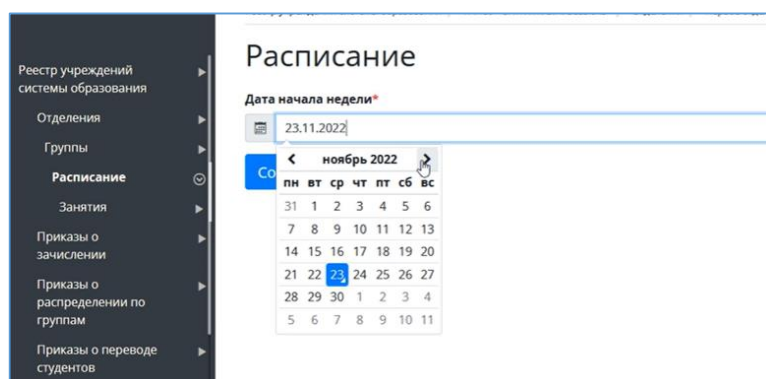 Расписание
Реестр учреждений
системы образования
Отделения
Группы
Расписание
Занятия
Приказы о
зачислении
Приказы о
распределении по
группам
Приказы о переводе
студентов
Дата начала недели*
23.11.2022
ноябрь 2022
Со
пн вт ср чт пт сб вс
31 1 2 3 4 5 6
7 8 9 10 11 12 13
14 15 16 17 18 19 20
21 22 23 24 25 26 27
28 29 30 1 2 3 4
5 6 7 8 9 10 11